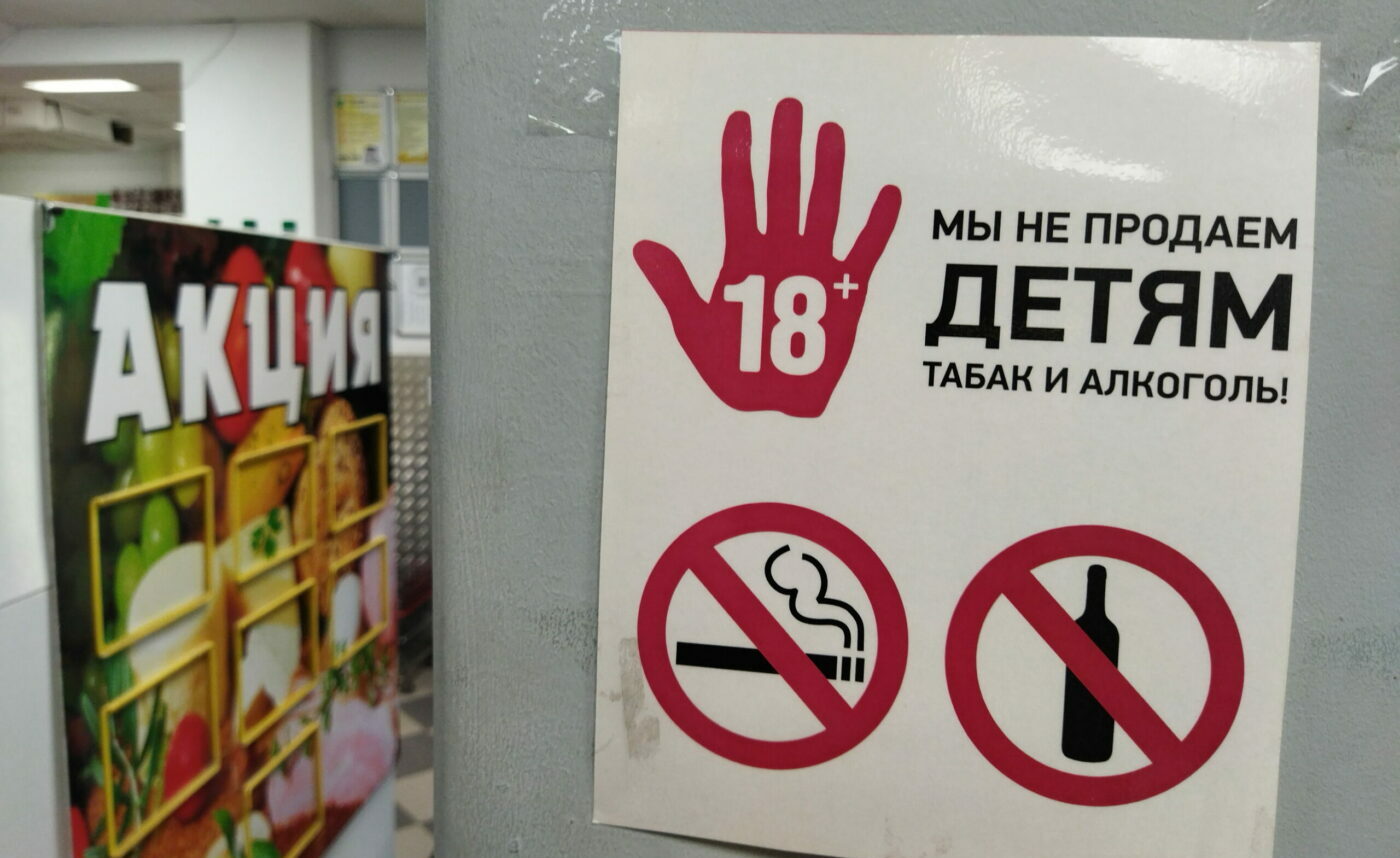 АКЦИЯ
18+
МЫ НЕ ПРОДАЕМ
ДЕТЯМ
ТАБАК И АЛКОГОЛЬ!